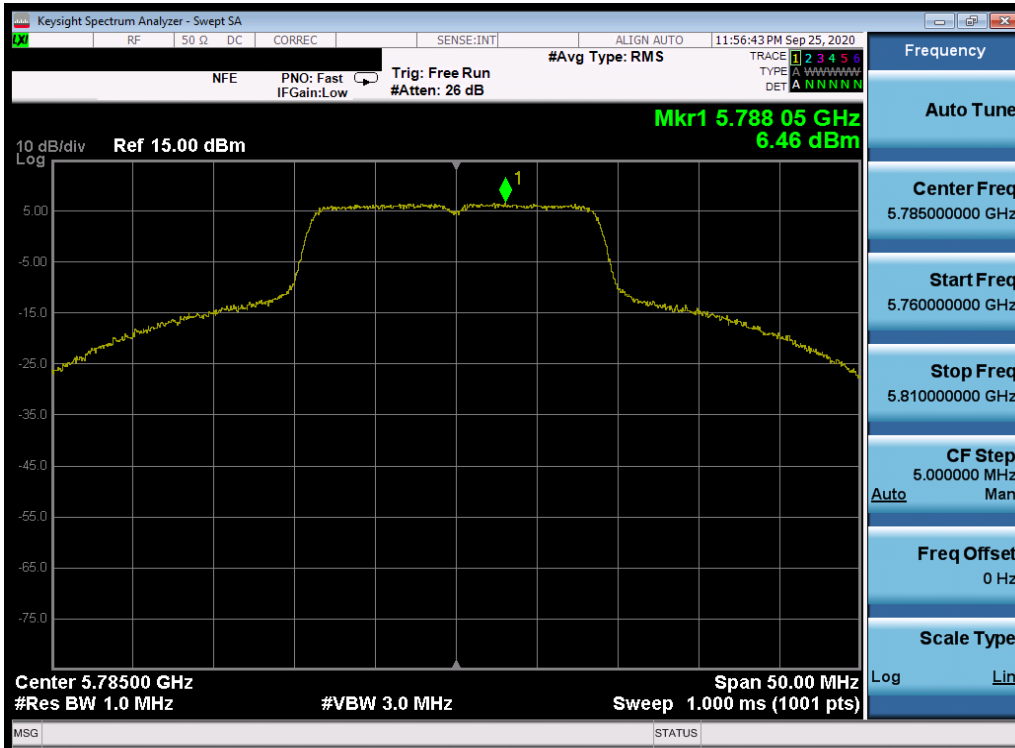 Keysight Spectrum Analyzer - Swept SA
LXI RF 50 Ω DC CORREC SENSE:INT ALIGN AUTO 11:56:43 PM Sep 25, 2020
#Avg Type: RMS TRACE 1 2 3 4 5 6
NFE PNO: Fast Trig: Free Run TYPE A WWWWW
IFGain:Low #Atten: 26 dB DET A N N N N N
Mkr1 5.788 05 GHz
6.46 dBm
10 dB/div Ref 15.00 dBm
Log
1
5.00
-5.00
-15.0
-25.0
-35.0
-45.0
-55.0
-65.0
-75.0
Center 5.78500 GHz Span 50.00 MHz
#Res BW 1.0 MHz #VBW 3.0 MHz Sweep 1.000 ms (1001 pts)
MSG STATUS
Frequency
Auto Tune
Center Freq
5.785000000 GHz
Start Freq
5.760000000 GHz
Stop Freq
5.810000000 GHz
CF Step
5.000000 MHz
Auto Man
Freq Offset
0 Hz
Scale Type
Log Lin